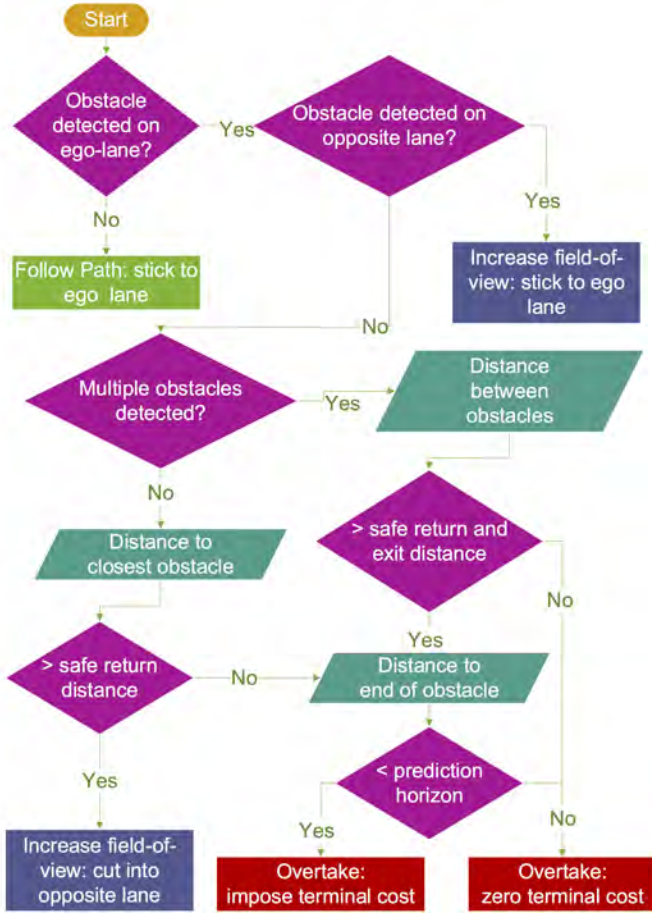 Start
Obstacle
detected on
ego-lane?
Yes
Obstacle detected on
opposite lane?
No
Yes
Follow Path: stick to
ego lane
Increase field-of-
view: stick to ego
lane
No
Multiple obstacles
detected?
Yes
Distance
between
obstacles
No
Distance to
closest obstacle
> safe return and
exit distance
No
Yes
> safe return
distance
No
Distance to
end of obstacle
Yes
< prediction
horizon
Yes
No
Increase field-of-
view: cut into
opposite lane
Overtake:
impose terminal cost
Overtake:
zero terminal cost